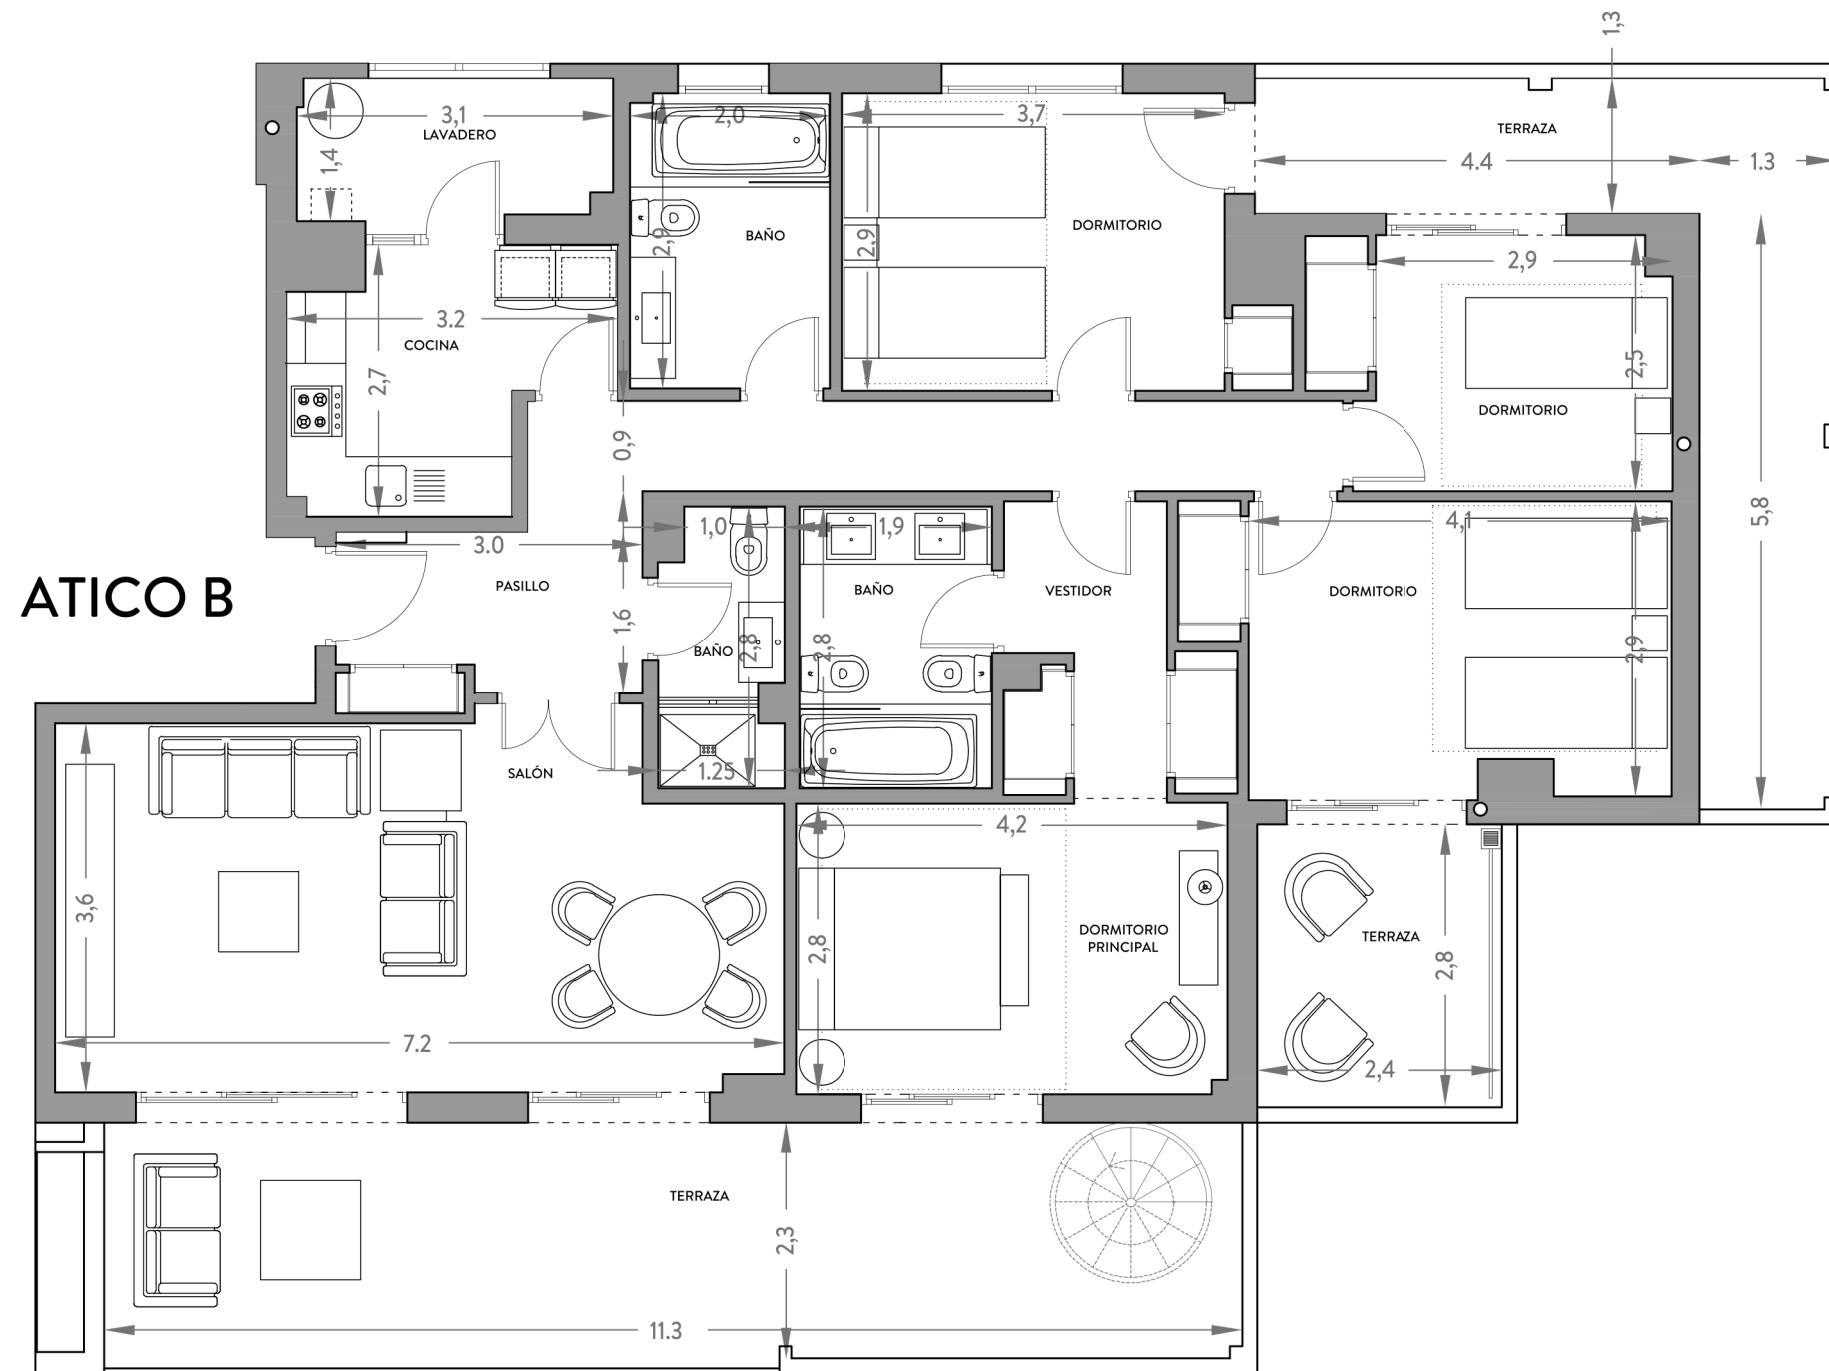 1,3
3,1
LAVADERO
1,4
2,0
2,9
BAÑO
3,7
2,9
DORMITORIO
TERRAZA
4.4
1.3
2,9
2,5
DORMITORIO
3.2
COCINA
2,7
0,9
5,8
3.0
PASILLO
1,6
1,0
2,8
BAÑO
1.25
1,9
BAÑO
2,8
VESTIDOR
4,1
DORMITORIO
2,9
ATICO B
SALÓN
3,6
7.2
4,2
2,8
DORMITORIO
PRINCIPAL
TERRAZA
2,8
2,4
TERRAZA
2,3
11.3